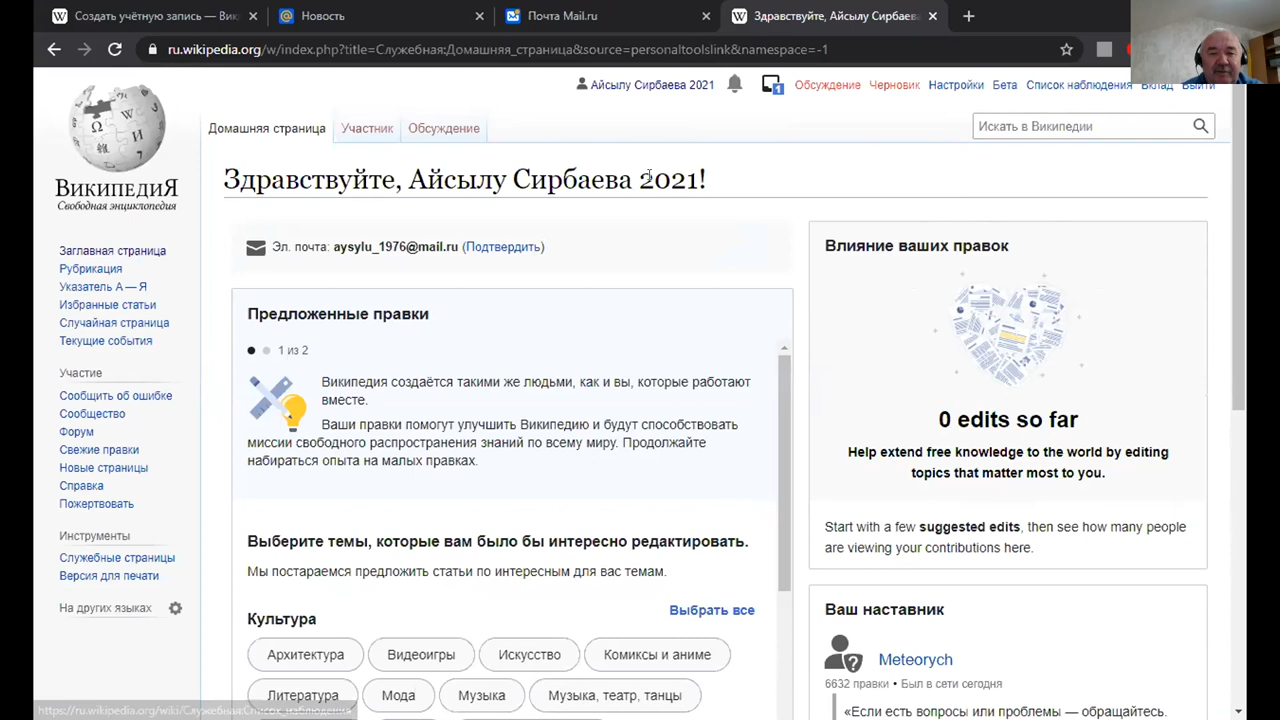 Создать учётную запись — Вики
Новость
Почта Mail.ru
Здравствуйте, Айсылу Сирбаева
ru.wikipedia.org/w/index.php?title=Служебная:Домашняя_страница&source=personaltoolslink&namespace=-1
Айсылу Сирбаева 2021
1
Обсуждение
Черновик
Настройки
Бета
Список наблюдения
Вклад
Выйти
ВИКИПЕДИЯ
Свободная энциклопедия
Домашняя страница
Участник
Обсуждение
Искать в Википедии
Здравствуйте, Айсылу Сирбаева 2021!
Заглавная страница
Рубрикация
Указатель А — Я
Избранные статьи
Случайная страница
Текущие события
Участие
Сообщить об ошибке
Сообщество
Форум
Свежие правки
Новые страницы
Справка
Пожертвовать
Инструменты
Служебные страницы
Версия для печати
На других языках
Эл. почта: aysylu_1976@mail.ru (Подтвердить)
Предложенные правки
1 из 2
Википедия создаётся такими же людьми, как и вы, которые работают
вместе.
Ваши правки помогут улучшить Википедию и будут способствовать
миссии свободного распространения знаний по всему миру. Продолжайте
набираться опыта на малых правках.
Выберите темы, которые вам было бы интересно редактировать.
Мы постараемся предложить статьи по интересным для вас темам.
Культура
Выбрать все
Архитектура
Видеоигры
Искусство
Комиксы и аниме
Литература
Мода
Музыка
Музыка, театр, танцы
Влияние ваших правок
0 edits so far
Help extend free knowledge to the world by editing
topics that matter most to you.
Start with a few suggested edits, then see how many people
are viewing your contributions here.
Ваш наставник
Meteorych
6632 правки • Был в сети сегодня
«Если есть вопросы или проблемы — обращайтесь.
https://ru.wikipedia.org/wiki/Служебная:Список_наблюдения